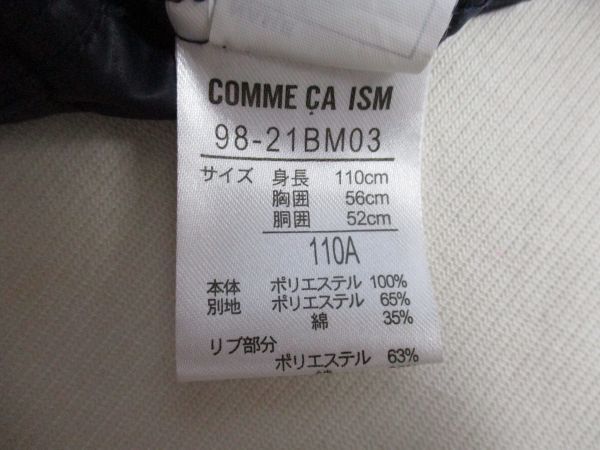 COMME ÇA ISM
98-21BM03
サイズ 身長 110cm
胸囲 56cm
胴囲 52cm
110A
本体 ポリエステル 100%
別地 ポリエステル 65%
綿 35%
リブ部分
ポリエステル 63%